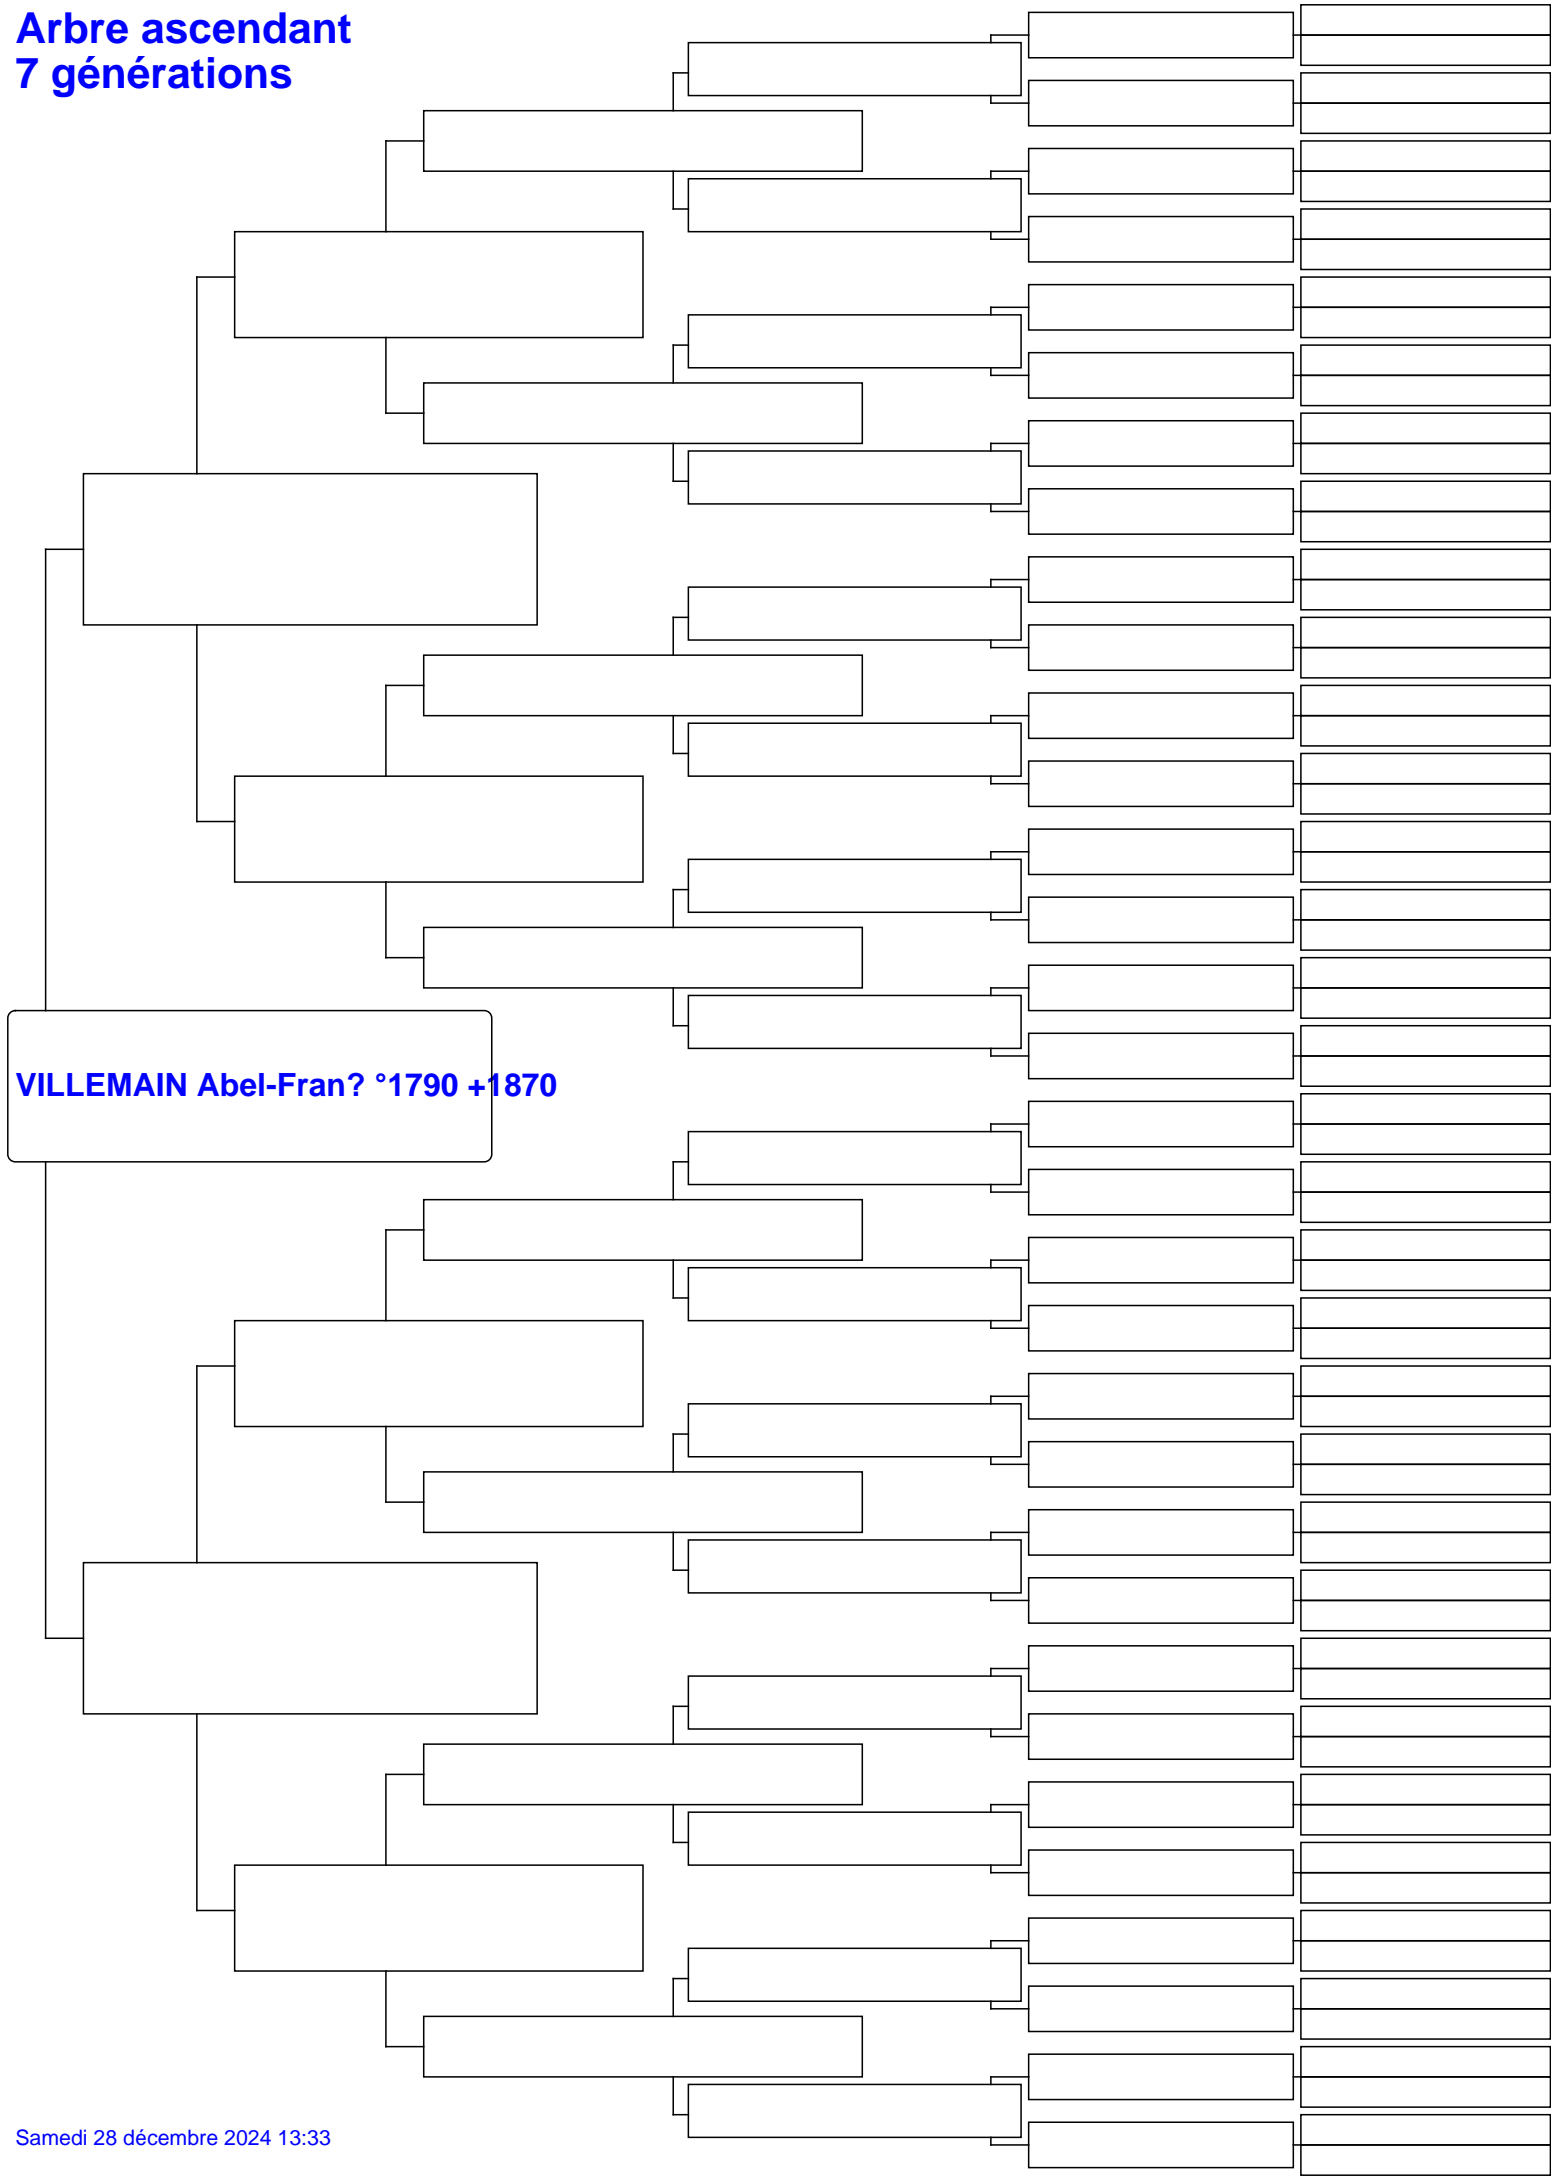 Arbre ascendant
7 générations
VILLEMAIN Abel-Fran? °1790 +1870
Samedi 28 décembre 2024 13:33